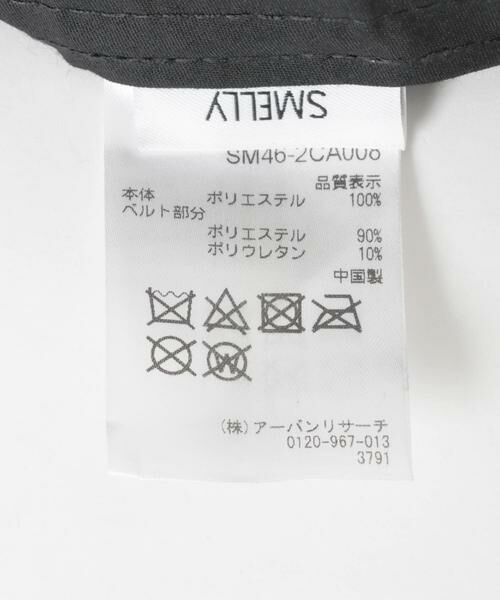 SMELLY
SM46-2CA008
品質表示
本体 ポリエステル 100%
ベルト部分
ポリエステル 90%
ポリウレタン 10%
中国製
W
(株)アーバンリサーチ
0120-967-013
3791